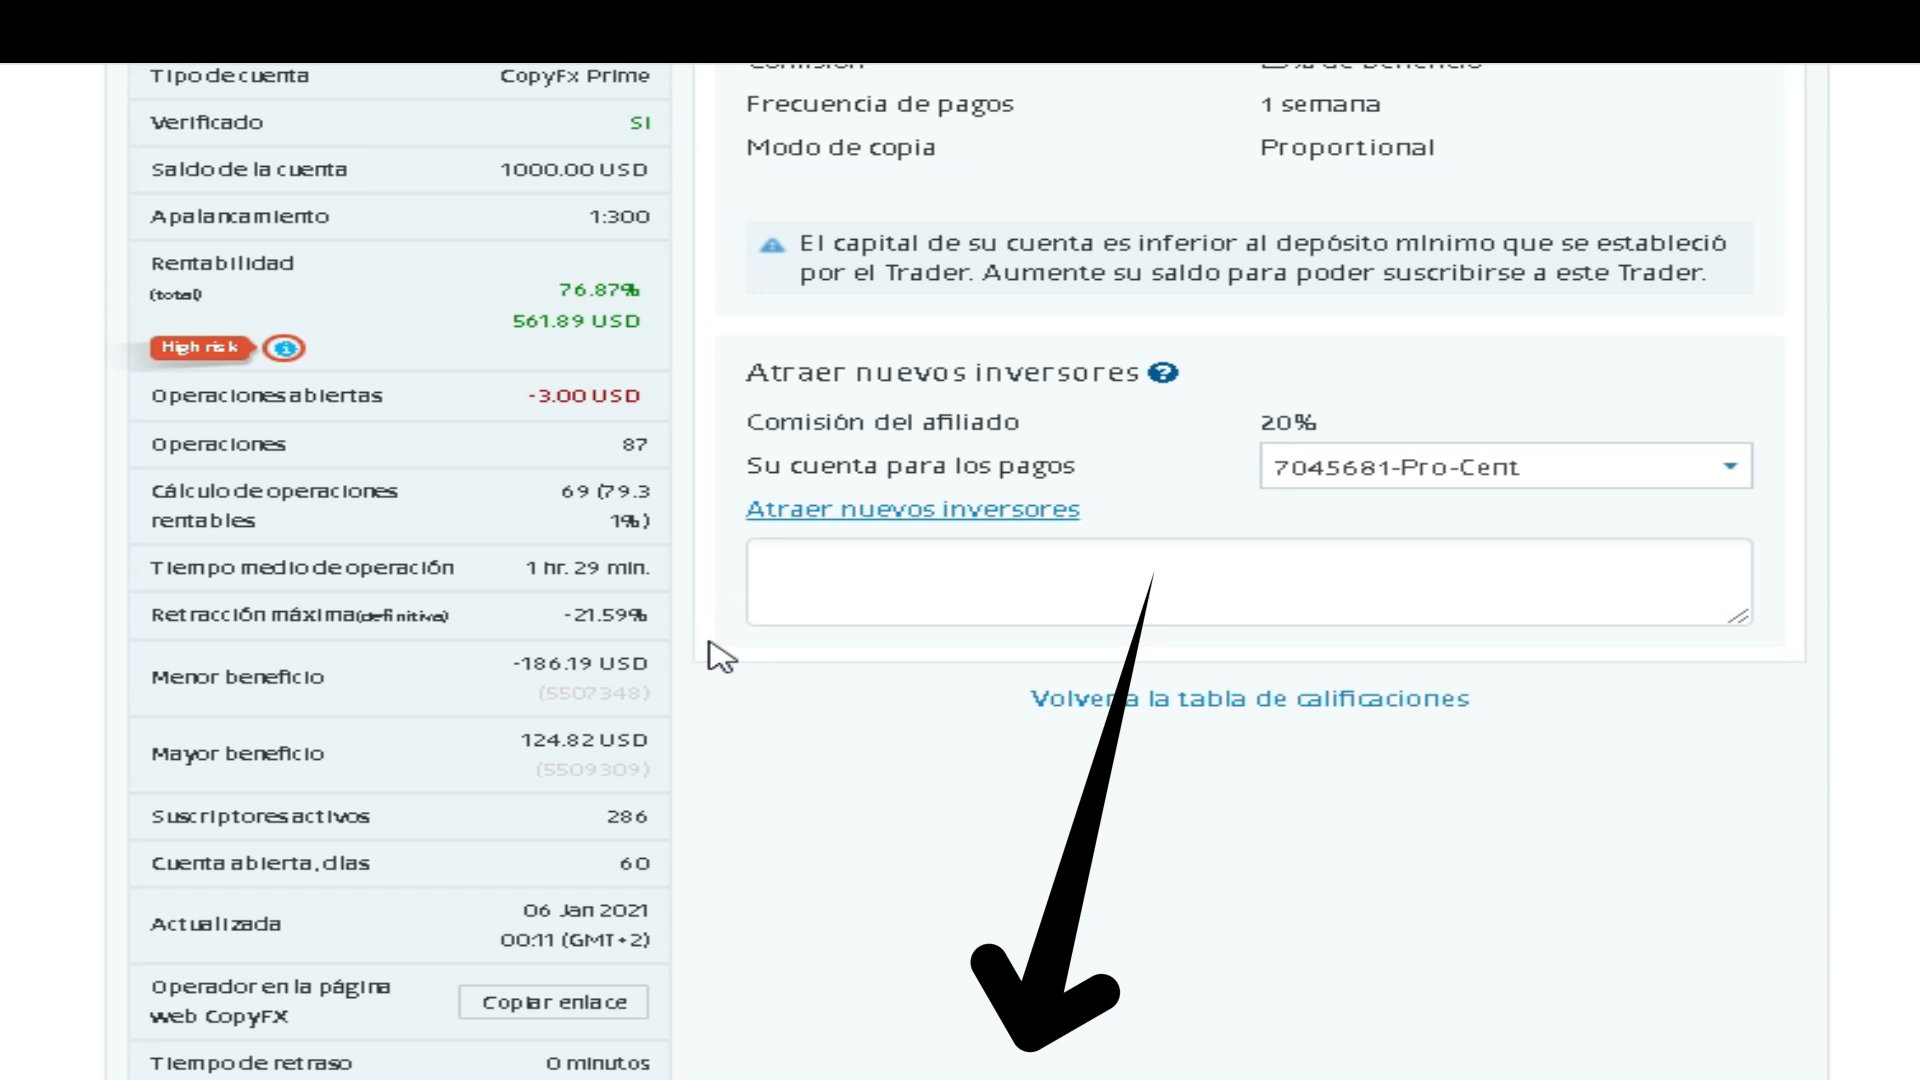 Tipo de cuenta CopyFx Prime
Verificado SI
Saldo de la cuenta 1000.00 USD
Apalancamiento 1:300
Rentabilidad
(total) 76.87%
561.89 USD
High risk
Operaciones abiertas -3.00 USD
Operaciones 87
Cálculo de operaciones 69 (79.3
rentables 1%)
Tiempo medio de operación 1 hr. 29 min.
Retracción máxima(definitiva) -21.59%
Menor beneficio -186.19 USD
(5507348)
Mayor beneficio 124.82 USD
(5509309)
Suscriptores activos 286
Cuenta abierta, días 60
Actualizada 06 Jan 2021
00:11 (GMT+2)
Operador en la página
web CopyFX Copiar enlace
Tiempo de retraso 0 minutos
Comisión de beneficio
Frecuencia de pagos 1 semana
Modo de copia Proportional
El capital de su cuenta es inferior al depósito mínimo que se estableció
por el Trader. Aumente su saldo para poder suscribirse a este Trader.
Atraer nuevos inversores
Comisión del afiliado 20%
Su cuenta para los pagos 7045681-Pro-Cent
Atraer nuevos inversores
Volver a la tabla de calificaciones